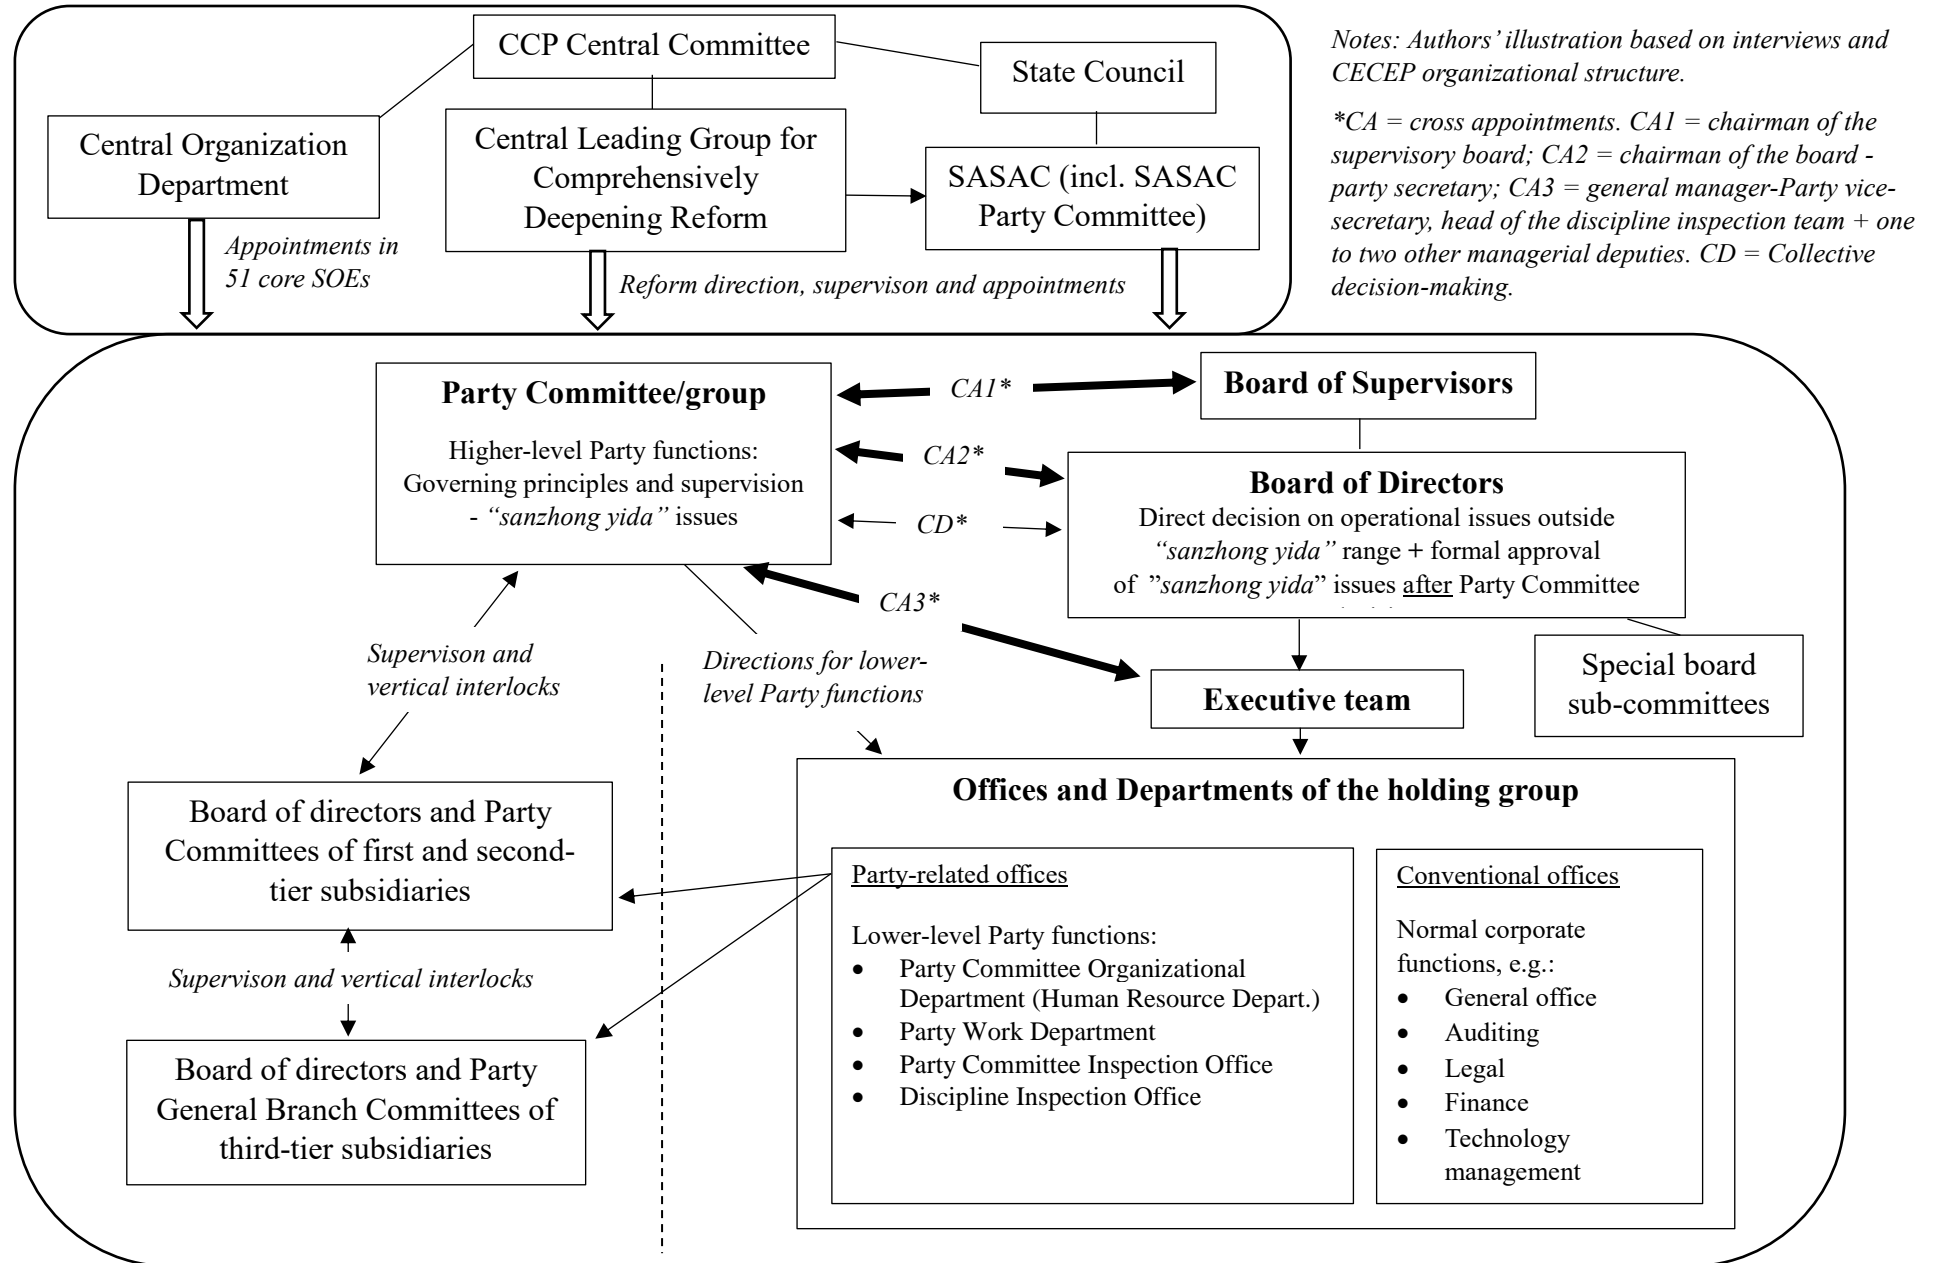 CCP Central Committee
State Council
Central Organization
Department
Central Leading Group for
Comprehensively
Deepening Reform
SASAC (incl. SASAC
Party Committee)
Appointments in
51 core SOEs
Reform direction, supervison and appointments
Notes: Authors’ illustration based on interviews and
CECEP organizational structure.
*CA = cross appointments. CA1 = chairman of the
supervisory board; CA2 = chairman of the board -
party secretary; CA3 = general manager-Party vice-
secretary, head of the discipline inspection team + one
to two other managerial deputies. CD = Collective
decision-making.
Party Committee/group
Higher-level Party functions:
Governing principles and supervision
- “sanzhong yida” issues
CA1*
CA2*
CD*
CA3*
Board of Supervisors
Board of Directors
Direct decision on operational issues outside
“sanzhong yida” range + formal approval
of ”sanzhong yida” issues after Party Committee
Special board
sub-committees
Executive team
Supervison and
vertical interlocks
Directions for lower-
level Party functions
Board of directors and Party
Committees of first and second-
tier subsidiaries
Supervison and vertical interlocks
Board of directors and Party
General Branch Committees of
third-tier subsidiaries
Offices and Departments of the holding group
Party-related offices
Lower-level Party functions:
• Party Committee Organizational
Department (Human Resource Depart.)
• Party Work Department
• Party Committee Inspection Office
• Discipline Inspection Office
Conventional offices
Normal corporate
functions, e.g.:
• General office
• Auditing
• Legal
• Finance
• Technology
management